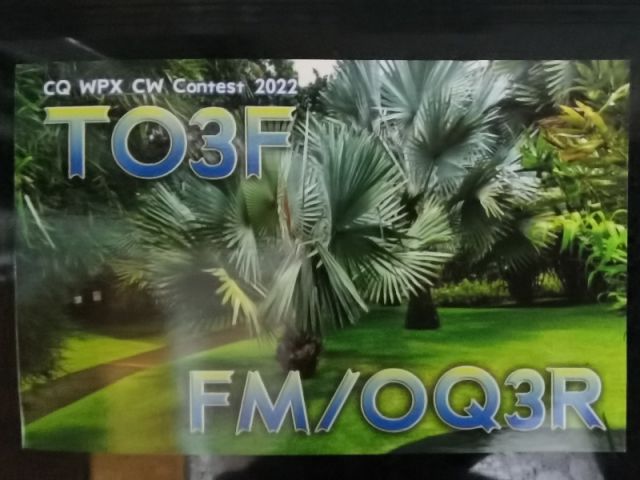 CQ WPX CW Contest 2022
TO3F
FM/OQ3R